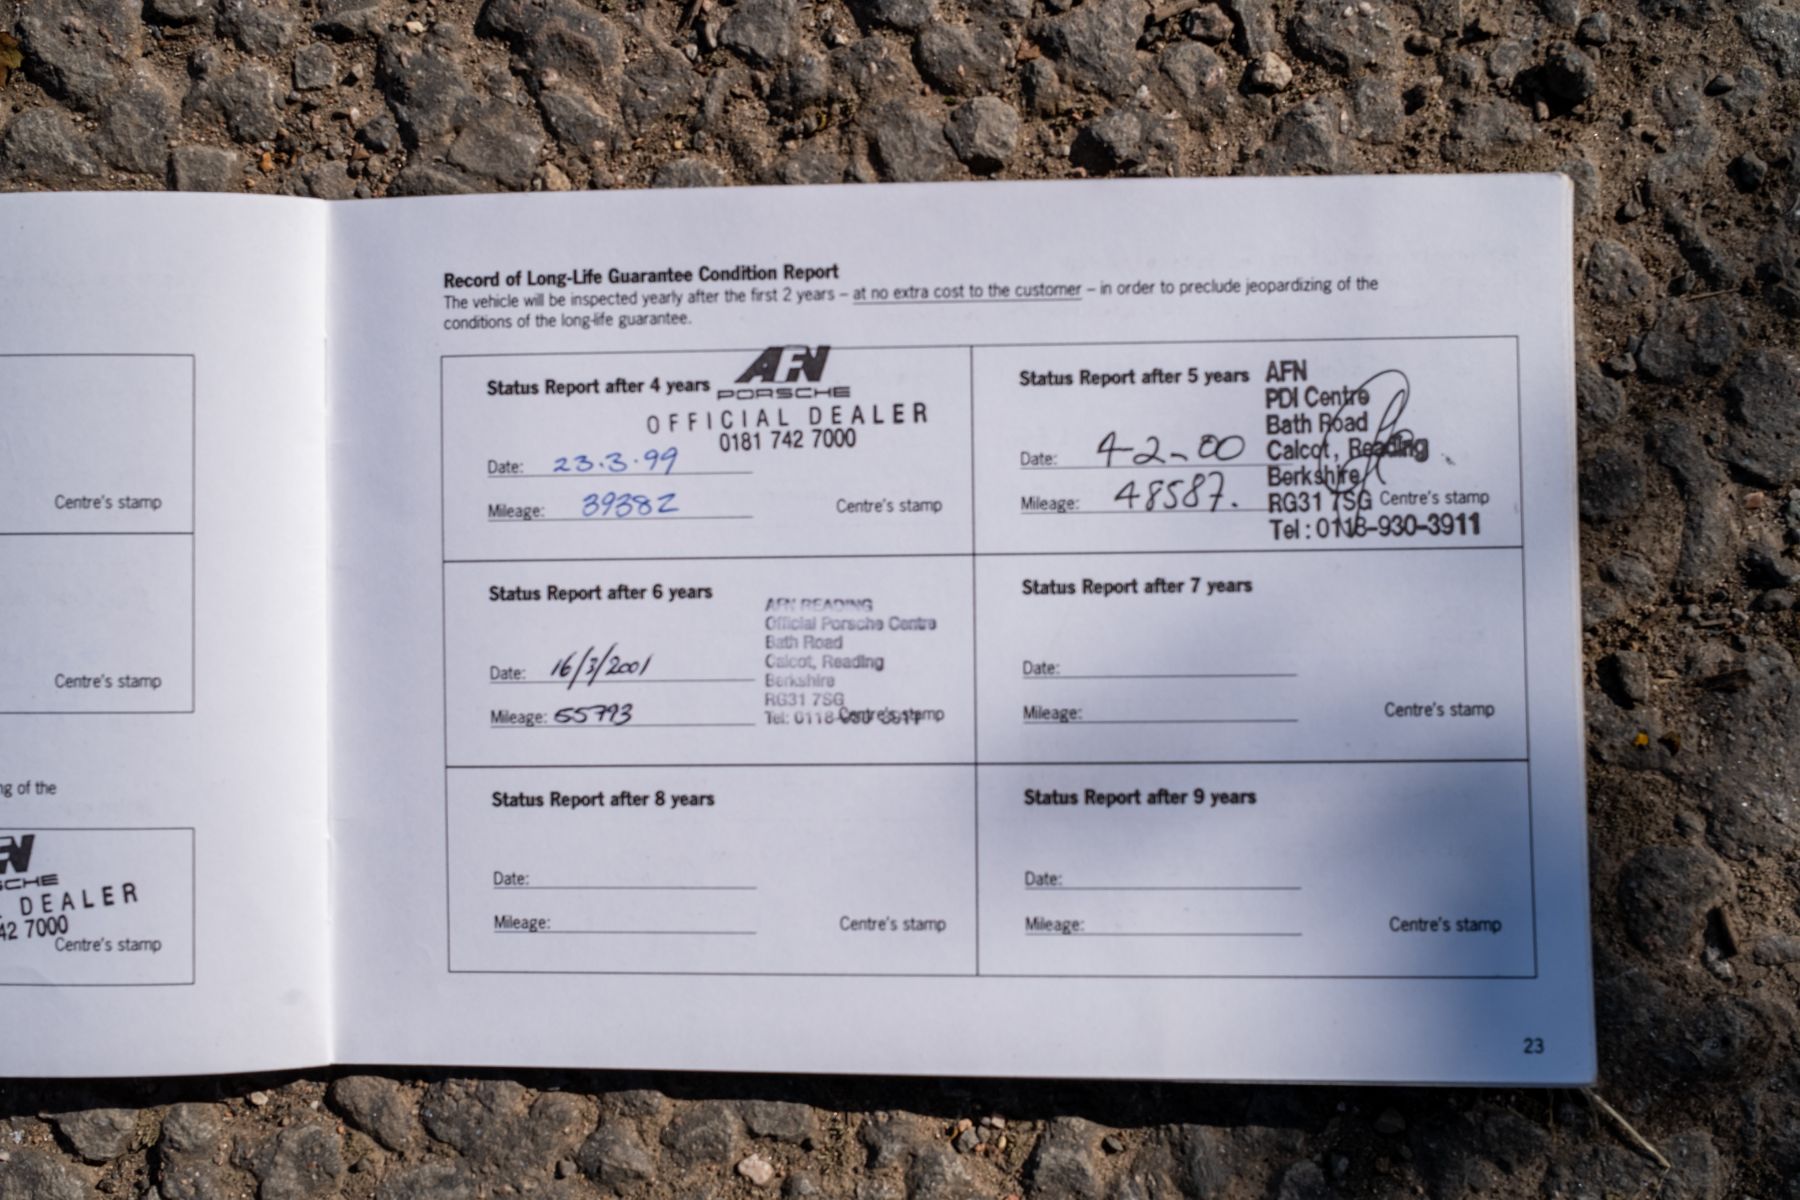 Centre's stamp
Centre's stamp
ng of the
DEALER
42 7000
Centre's stamp
Record of Long-Life Guarantee Condition Report
The vehicle will be inspected yearly after the first 2 years – at no extra cost to the customer – in order to preclude jeopardizing of the
conditions of the long-life guarantee.
Status Report after 4 years
AFN
PORSCHE
OFFICIAL DEALER
0181 742 7000
Date: 23.3.99
Mileage: 39382
Centre's stamp
Status Report after 5 years
AFN
PDI Centre
Bath Road
Calcot, Reading
Berkshire
RG31 7SG
Tel: 0118-930-3911
Date: 4-2-00
Mileage: 48587.
Centre's stamp
Status Report after 6 years
AFN READING
Official Porsche Centre
Bath Road
Calcot, Reading
Berkshire
RG31 7SG
Tel: 0118
Date: 16/3/2001
Mileage: 55793
Centre's stamp
Status Report after 7 years
Date:
Mileage:
Centre's stamp
Status Report after 8 years
Date:
Mileage:
Centre's stamp
Status Report after 9 years
Date:
Mileage:
Centre's stamp
23